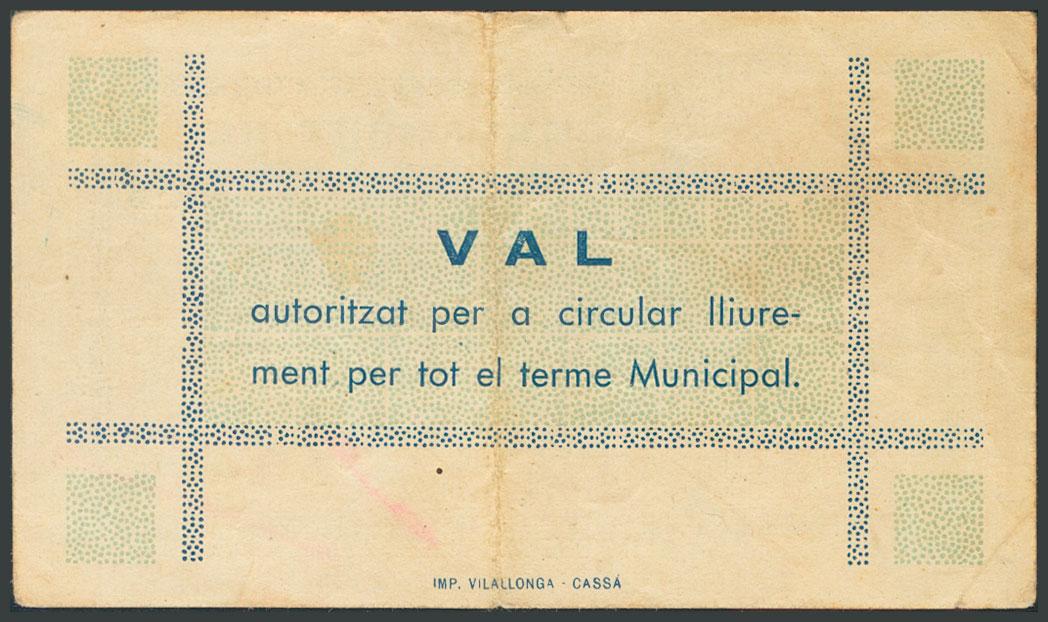 VAL
autoritzat per a circular lliure-
ment per tot el terme Municipal.
IMP. VILALLONGA - CASSÁ